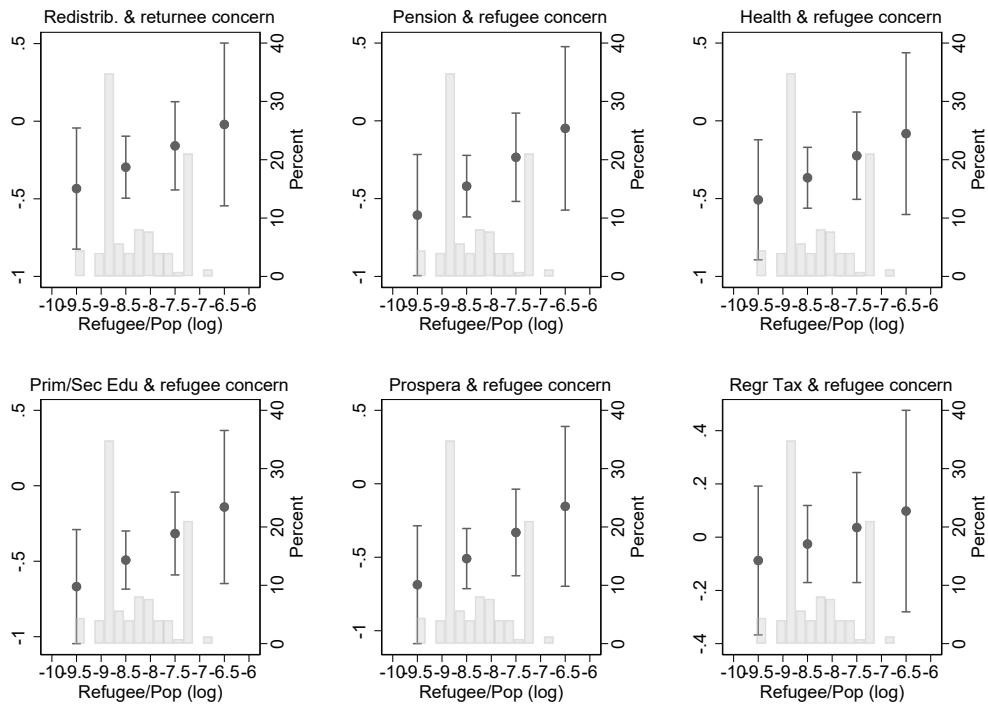 Redistrib. & returnee concern
Pension & refugee concern
Health & refugee concern
.5
0
-.5
-1
40
30
20
10
0
Percent
.5
0
-.5
-1
40
30
20
10
0
Percent
.5
0
-.5
-1
40
30
20
10
0
Percent
-10 -9.5 -9 -8.5 -8 -7.5 -7 -6.5 -6
-10 -9.5 -9 -8.5 -8 -7.5 -7 -6.5 -6
-10 -9.5 -9 -8.5 -8 -7.5 -7 -6.5 -6
Refugee/Pop (log)
Refugee/Pop (log)
Refugee/Pop (log)
Prim/Sec Edu & refugee concern
Prospera & refugee concern
Regr Tax & refugee concern
.5
0
-.5
-1
40
30
20
10
0
Percent
.5
0
-.5
-1
40
30
20
10
0
Percent
.4
.2
0
-.2
-.4
40
30
20
10
0
Percent
-10 -9.5 -9 -8.5 -8 -7.5 -7 -6.5 -6
-10 -9.5 -9 -8.5 -8 -7.5 -7 -6.5 -6
-10 -9.5 -9 -8.5 -8 -7.5 -7 -6.5 -6
Refugee/Pop (log)
Refugee/Pop (log)
Refugee/Pop (log)